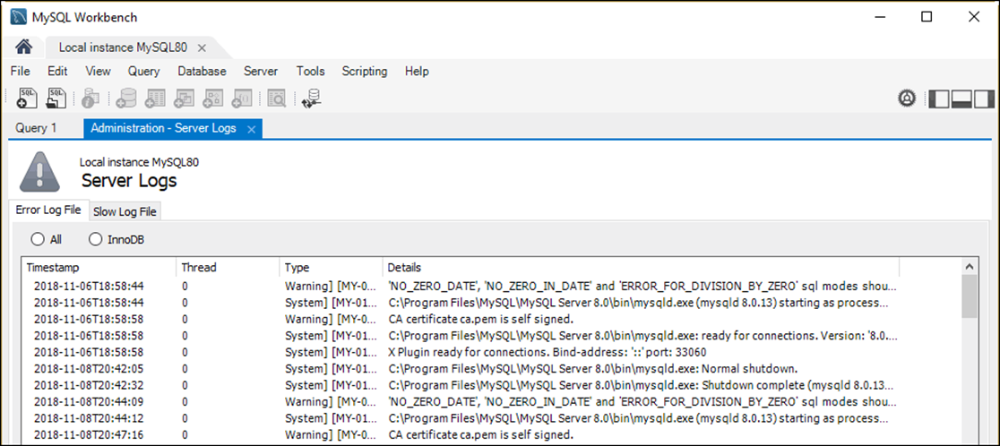 MySQL Workbench
Local instance MySQL80
File Edit View Query Database Server Tools Scripting Help
SQL SQL
Query 1 Administration - Server Logs
Local instance MySQL80
Server Logs
Error Log File Slow Log File
All InnoDB
Timestamp Thread Type Details
2018-11-06T18:58:44 0 Warning] [MY-0... 'NO_ZERO_DATE', 'NO_ZERO_IN_DATE' and 'ERROR_FOR_DIVISION_BY_ZERO' sql modes shou...
2018-11-06T18:58:44 0 System] [MY-01... C:\Program Files\MySQL\MySQL Server 8.0\bin\mysqld.exe (mysqld 8.0.13) starting as process...
2018-11-06T18:58:58 0 Warning] [MY-0... CA certificate ca.pem is self signed.
2018-11-06T18:58:58 0 System] [MY-01... C:\Program Files\MySQL\MySQL Server 8.0\bin\mysqld.exe: ready for connections. Version: '8.0....
2018-11-06T18:58:58 0 System] [MY-01... X Plugin ready for connections. Bind-address: '::' port: 33060
2018-11-08T20:42:05 0 System] [MY-01... C:\Program Files\MySQL\MySQL Server 8.0\bin\mysqld.exe: Normal shutdown.
2018-11-08T20:42:32 0 System] [MY-01... C:\Program Files\MySQL\MySQL Server 8.0\bin\mysqld.exe: Shutdown complete (mysqld 8.0.13...
2018-11-08T20:44:09 0 Warning] [MY-0... 'NO_ZERO_DATE', 'NO_ZERO_IN_DATE' and 'ERROR_FOR_DIVISION_BY_ZERO' sql modes shou...
2018-11-08T20:44:12 0 System] [MY-01... C:\Program Files\MySQL\MySQL Server 8.0\bin\mysqld.exe (mysqld 8.0.13) starting as process...
2018-11-08T20:47:16 0 Warning] [MY-0... CA certificate ca.pem is self signed.